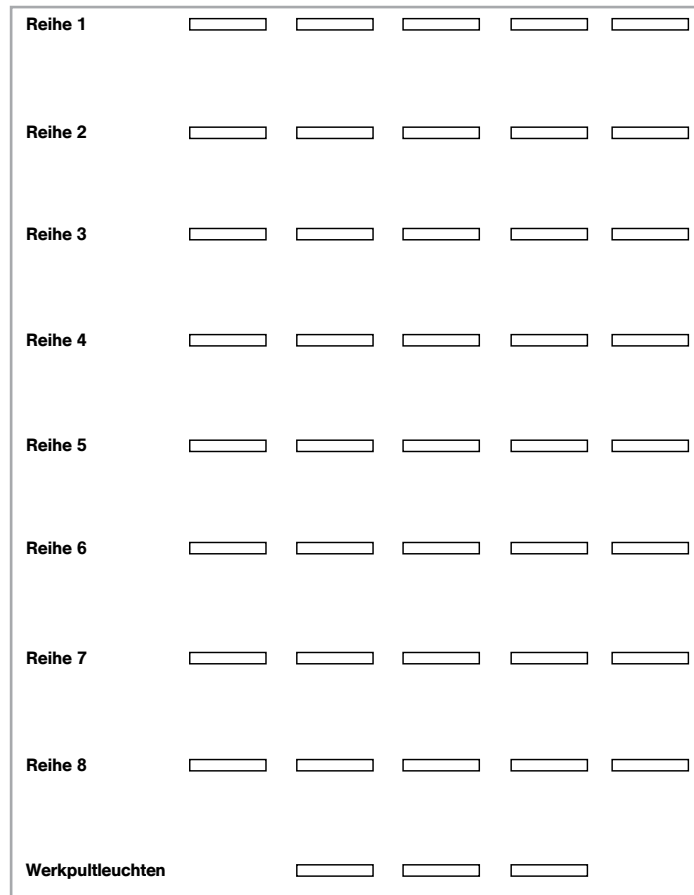 Reihe 1
Reihe 2
Reihe 3
Reihe 4
Reihe 5
Reihe 6
Reihe 7
Reihe 8
Werkpultleuchten